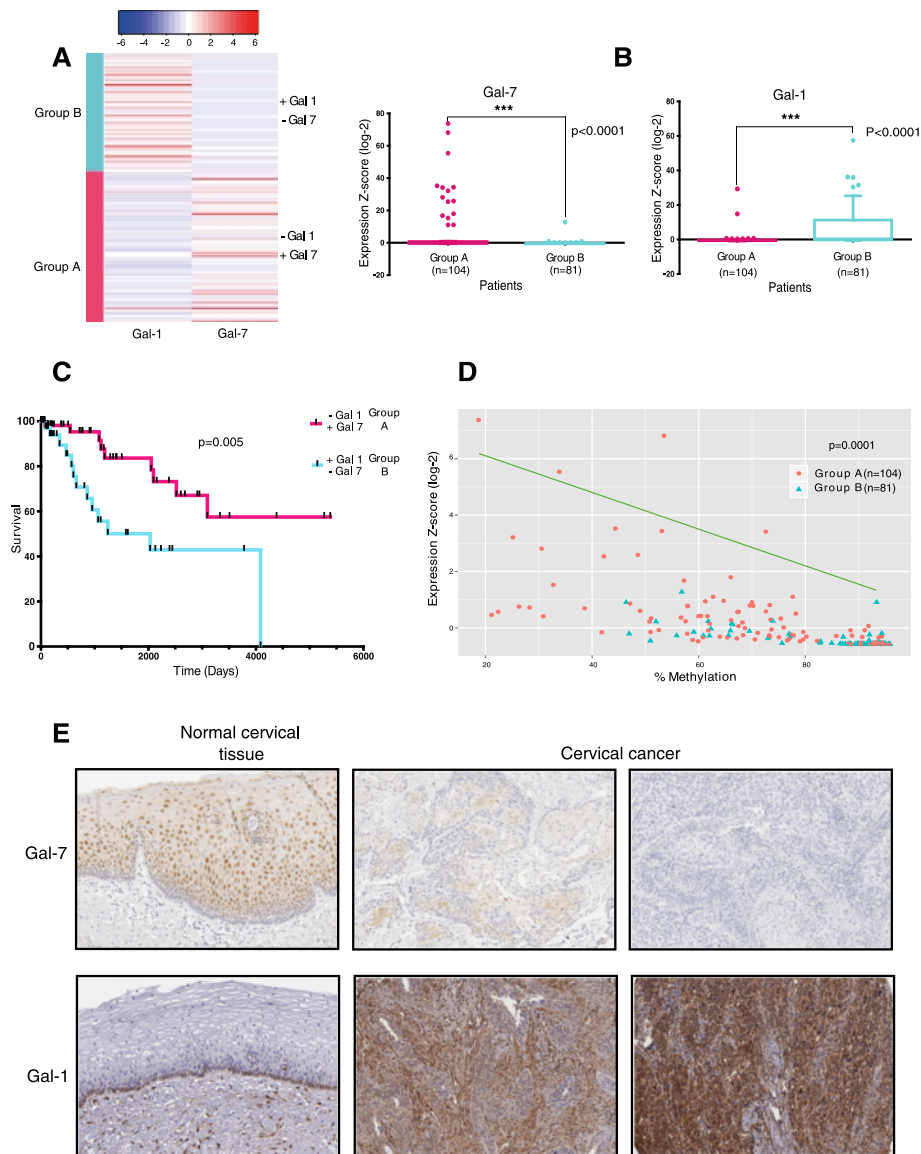 A
-6 -4 -2 0 2 4 6
Group B
Group A
+ Gal 1
- Gal 7
- Gal 1
+ Gal 7
Gal-1 Gal-7
Gal-7
***
p<0.0001
Expression Z-score (log-2)
80
60
40
20
0
-20
Group A
(n=104)
Group B
(n=81)
Patients
B
Gal-1
***
P<0.0001
Expression Z-score (log-2)
80
60
40
20
0
-20
Group A
(n=104)
Group B
(n=81)
Patients
C
Survival
100
80
60
40
20
0
0 2000 4000 6000
Time (Days)
p=0.005
- Gal 1 Group
+ Gal 7 A
+ Gal 1 Group
- Gal 7 B
D
Expression Z-score (log-2)
6
4
2
0
20 40 60 80
% Methylation
p=0.0001
Group A (n=104)
Group B (n=81)
E
Normal cervical
tissue
Cervical cancer
Gal-7
Gal-1